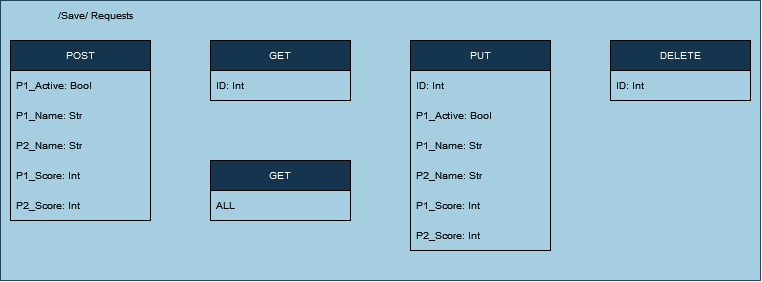 /Save/ Requests
POST
P1_Active: Bool
P1_Name: Str
P2_Name: Str
P1_Score: Int
P2_Score: Int
GET
ID: Int
GET
ALL
PUT
ID: Int
P1_Active: Bool
P1_Name: Str
P2_Name: Str
P1_Score: Int
P2_Score: Int
DELETE
ID: Int